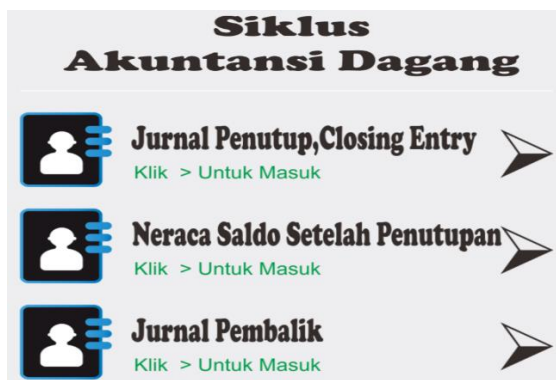 Siklus
Akuntansi Dagang
Jurnal Penutup,Closing Entry
Klik > Untuk Masuk
Neraca Saldo Setelah Penutupan
Klik > Untuk Masuk
Jurnal Pembalik
Klik > Untuk Masuk